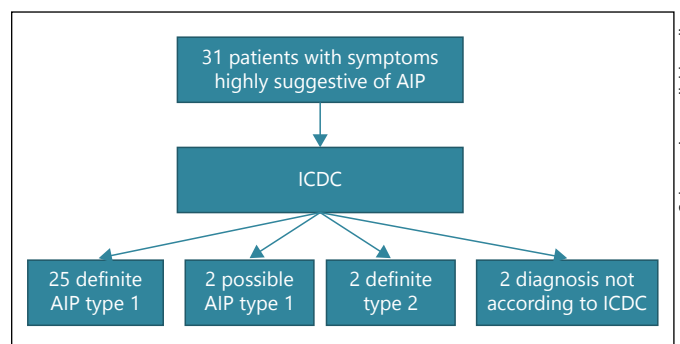 31 patients with symptoms
highly suggestive of AIP
ICDC
25 definite
AIP type 1
2 possible
AIP type 1
2 definite
type 2
2 diagnosis not
according to ICDC